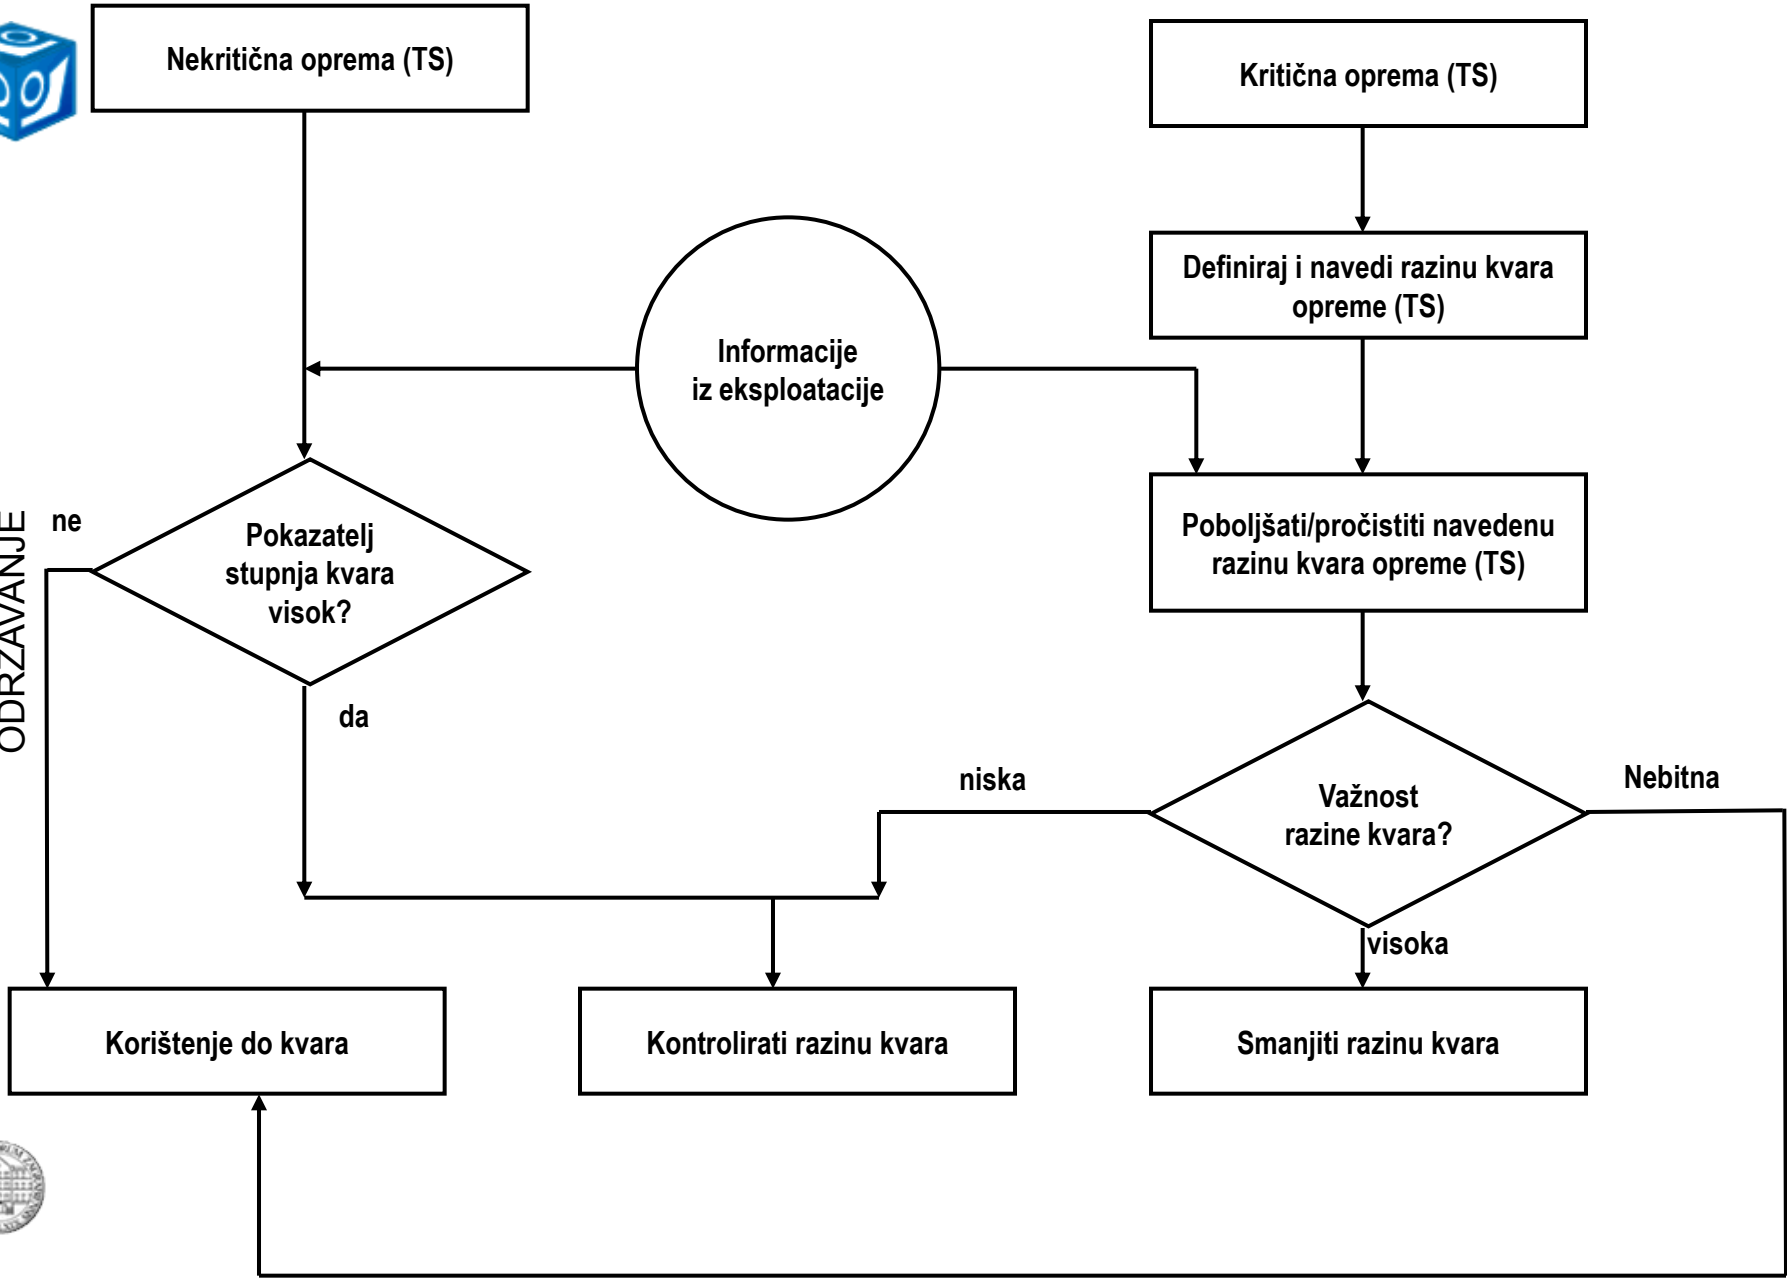 Nekritična oprema (TS)
Kritična oprema (TS)
Definiraj i navedi razinu kvara
opreme (TS)
Informacije
iz eksploatacije
ODRŽAVANJE
ne
Pokazatelj
stupnja kvara
visok?
Poboljšati/pročistiti navedenu
razinu kvara opreme (TS)
da
niska
Važnost
razine kvara?
Nebitna
visoka
Korištenje do kvara
Kontrolirati razinu kvara
Smanjiti razinu kvara